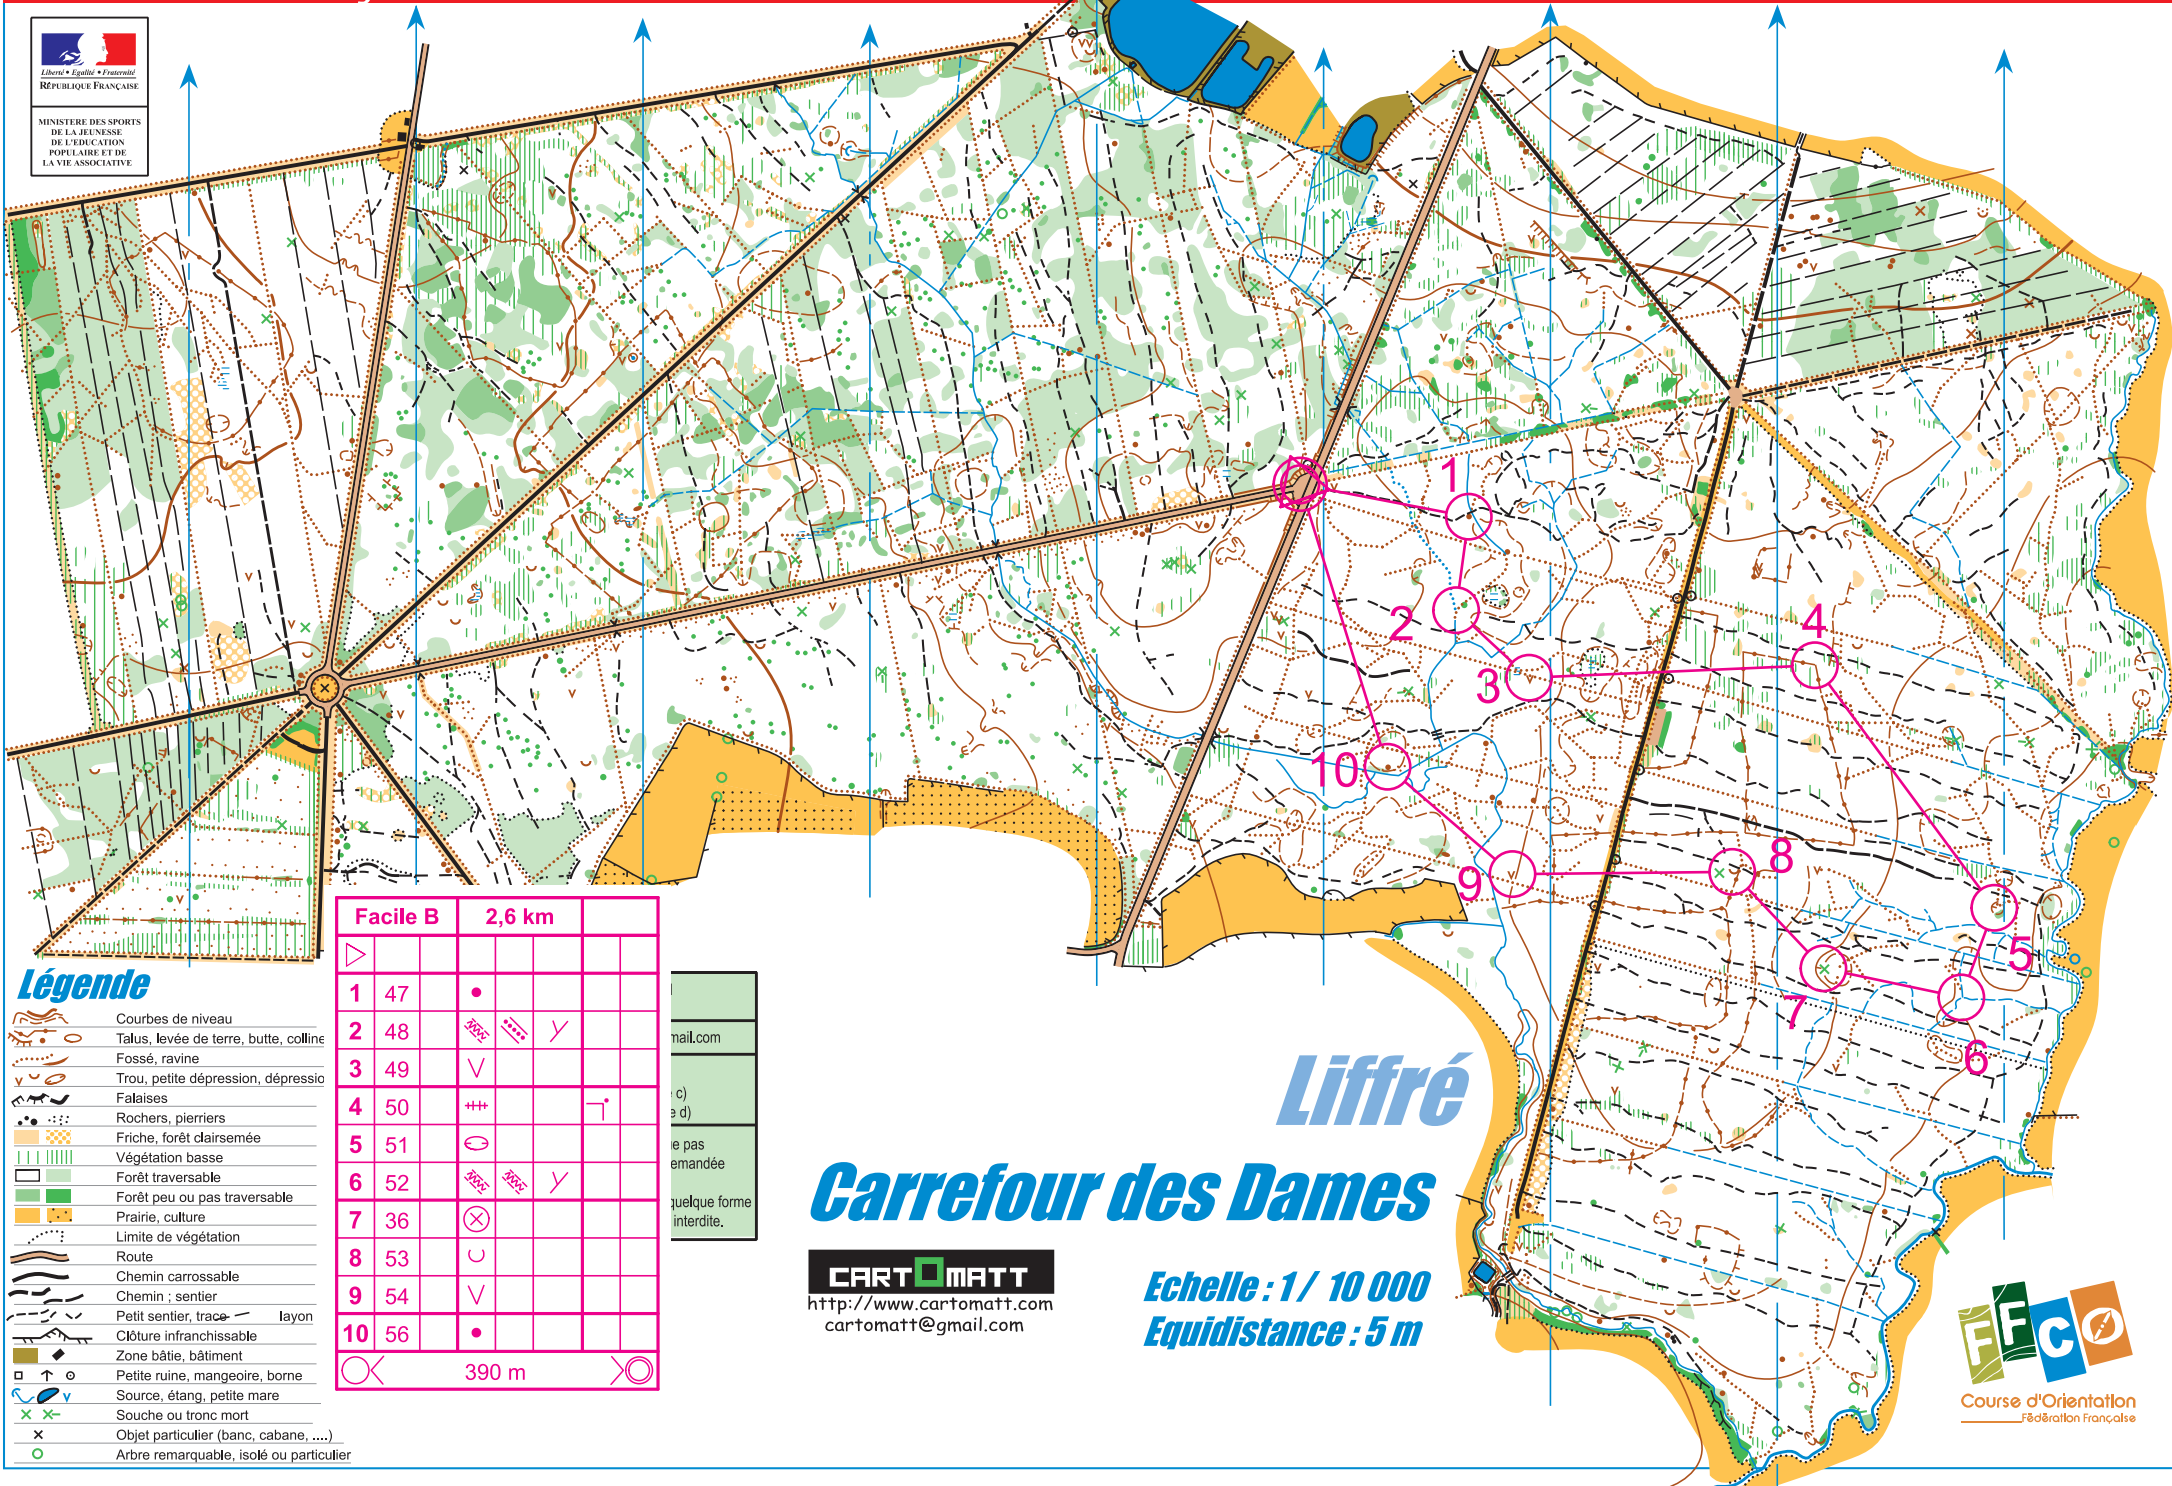 Liberté • Egalité • Fraternité
RÉPUBLIQUE FRANÇAISE
MINISTERE DES SPORTS
DE LA JEUNESSE
DE L'EDUCATION
POPULAIRE ET DE
LA VIE ASSOCIATIVE
1
2
3
4
5
6
7
8
9
10
Légende
Courbes de niveau
Talus, levée de terre, butte, colline
Fossé, ravine
Trou, petite dépression, dépressio
Falaises
Rochers, pierriers
Friche, forêt clairsemée
Végétation basse
Forêt traversable
Forêt peu ou pas traversable
Prairie, culture
Limite de végétation
Route
Chemin carrossable
Chemin ; sentier
Petit sentier, trace layon
Clôture infranchissable
Zone bâtie, bâtiment
Petite ruine, mangeoire, borne
Source, étang, petite mare
Souche ou tronc mort
Objet particulier (banc, cabane, ....)
Arbre remarquable, isolé ou particulier
Facile B 2,6 km
1 47
2 48
3 49
4 50
5 51
6 52
7 36
8 53
9 54
10 56
390 m
mail.com
c)
e d)
e pas
emandée
quelque forme
interdite.
Liffré
Carrefour des Dames
CARTOMATT
http://www.cartomatt.com
cartomatt@gmail.com
Echelle : 1 / 10 000
Equidistance : 5 m
FFCO
Course d'Orientation
Fédération Française